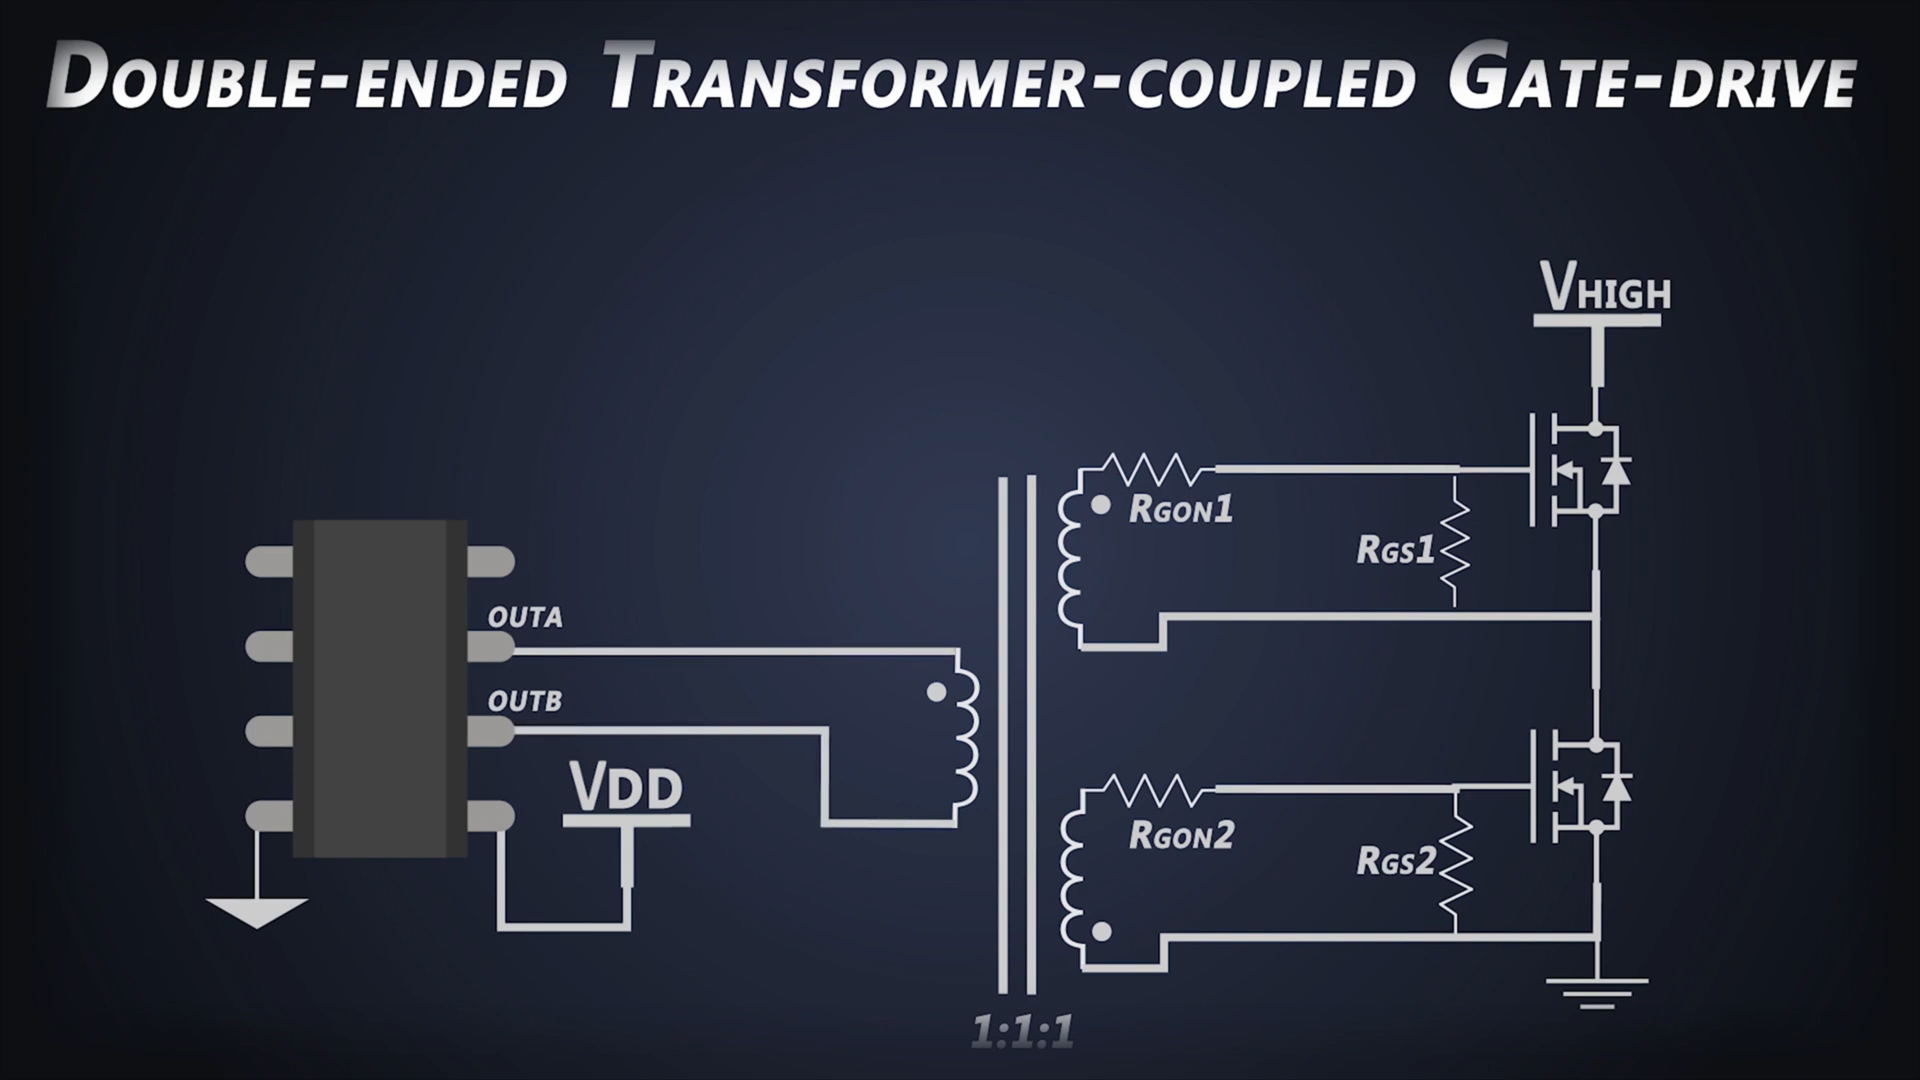 Double-ended Transformer-coupled Gate-drive
VHIGH
RGON1
RGS1
OUTA
OUTB
VDD
RGON2
RGS2
1:1:1